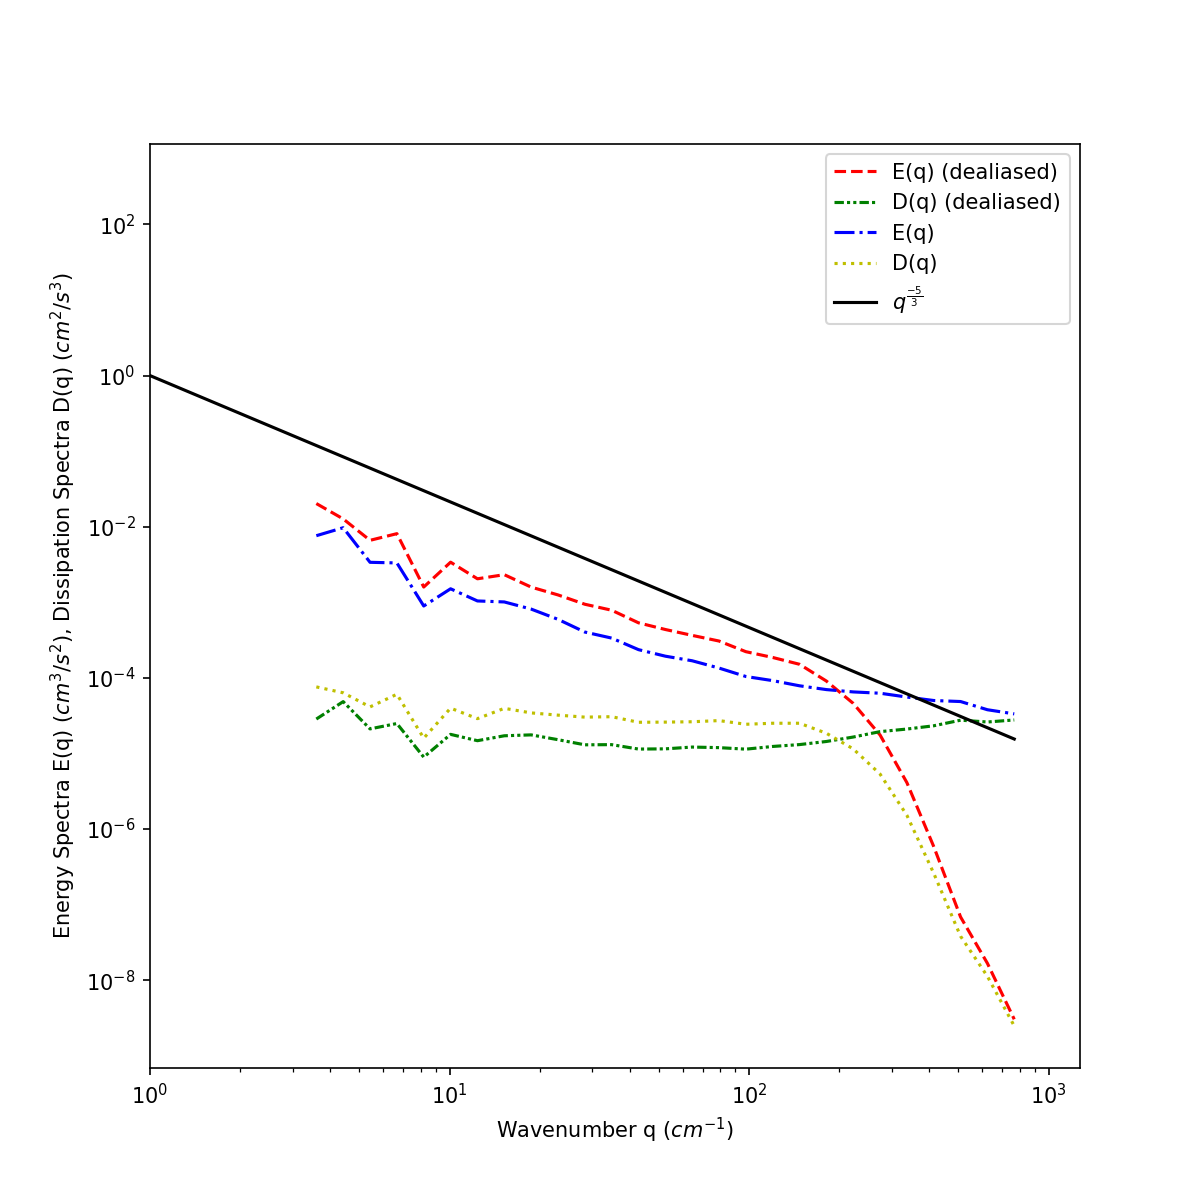 E(q) (dealiased)
D(q) (dealiased)
E(q)
D(q)
q^{\frac{-5}{3}}
Energy Spectra E(q) (cm^3/s^2), Dissipation Spectra D(q) (cm^2/s^3)
10^2
10^0
10^{-2}
10^{-4}
10^{-6}
10^{-8}
10^0 10^1 10^2 10^3
Wavenumber q (cm^{-1})